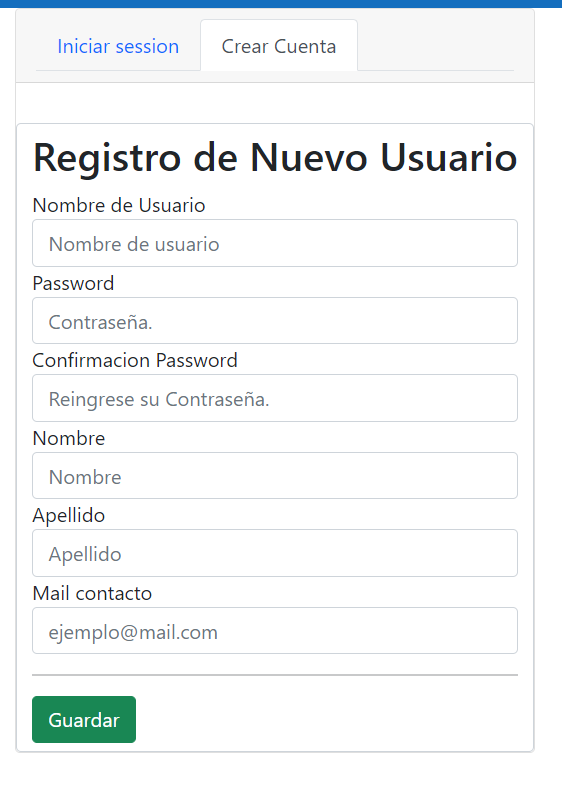 Iniciar session
Crear Cuenta
Registro de Nuevo Usuario
Nombre de Usuario
Nombre de usuario
Password
Contraseña.
Confirmacion Password
Reingrese su Contraseña.
Nombre
Nombre
Apellido
Apellido
Mail contacto
ejemplo@mail.com
Guardar